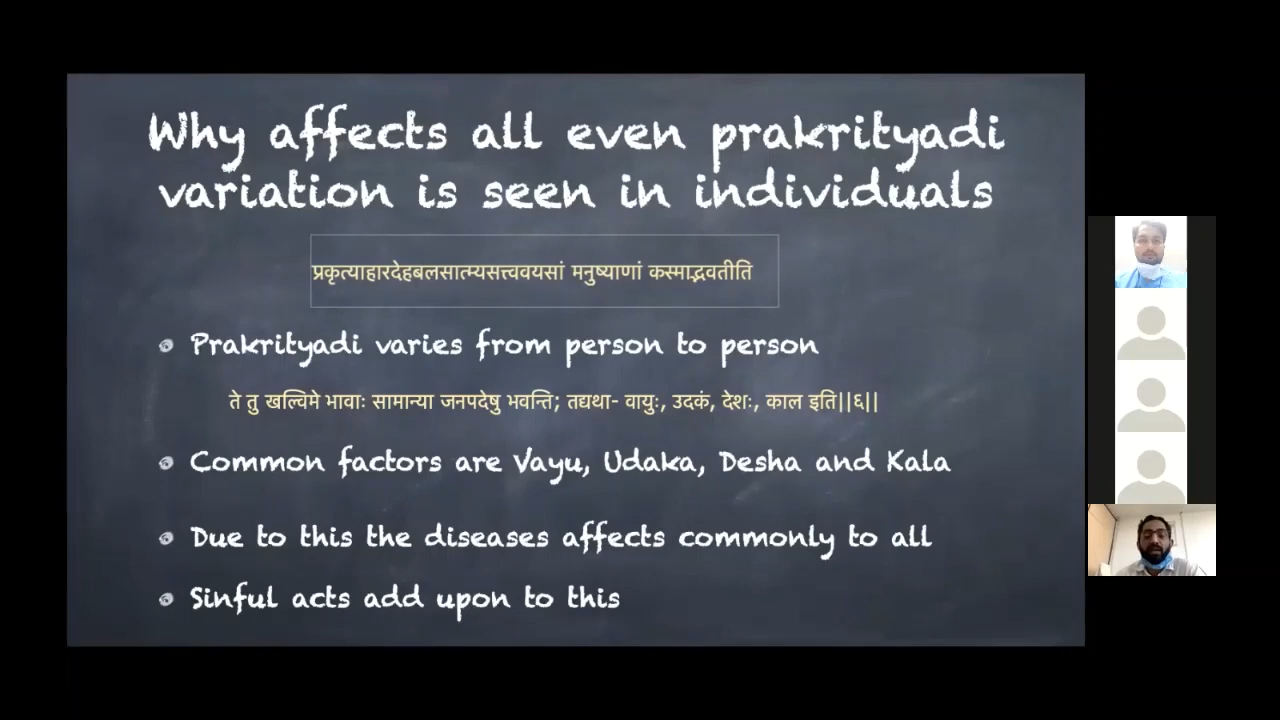 Why affects all even prakrityadi
variation is seen in individuals
प्रकृत्याहारदेहबलसात्म्यसत्त्ववयसां मनुष्याणां कस्माद्भवतीति
Prakrityadi varies from person to person
ते तु खल्विमे भावाः सामान्या जनपदेषु भवन्ति; तद्यथा- वायुः, उदकं, देशः, काल इति||६||
Common factors are Vayu, Udaka, Desha and Kala
Due to this the diseases affects commonly to all
Sinful acts add upon to this